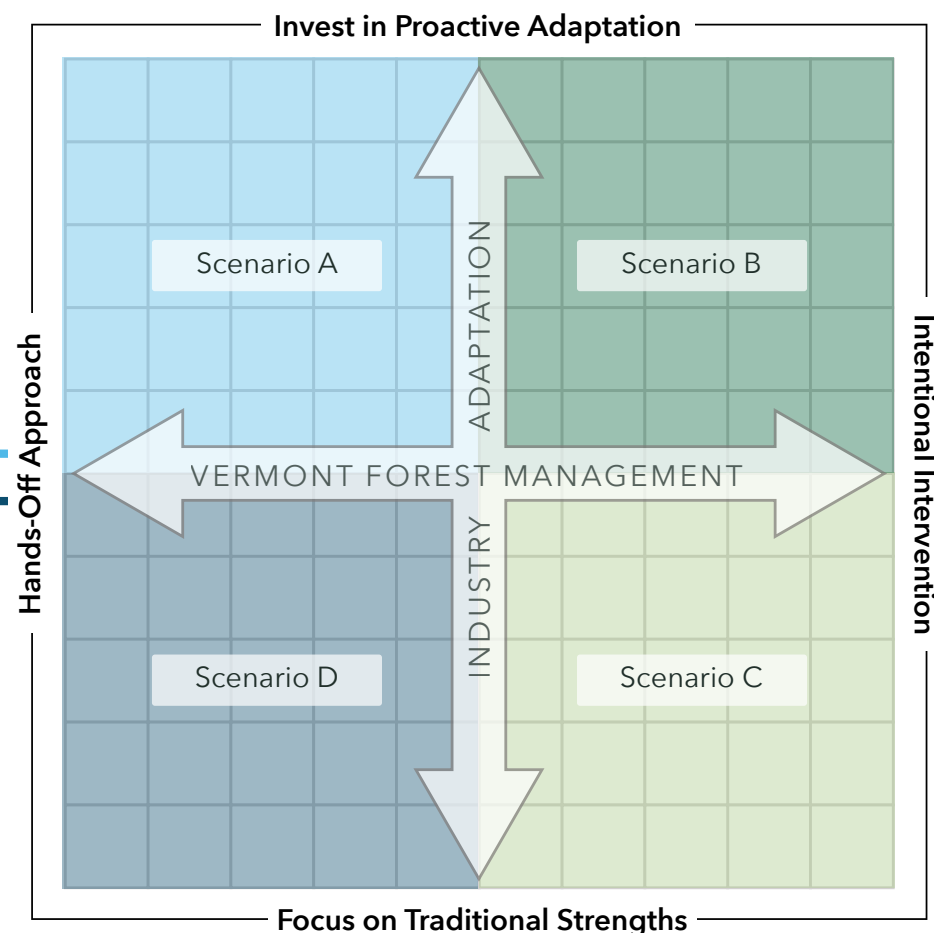 Invest in Proactive Adaptation
Scenario A
Scenario B
INDUSTRY ADAPTATION
Hands-Off Approach
VERMONT FOREST MANAGEMENT
Intentional Intervention
Scenario D
Scenario C
Focus on Traditional Strengths